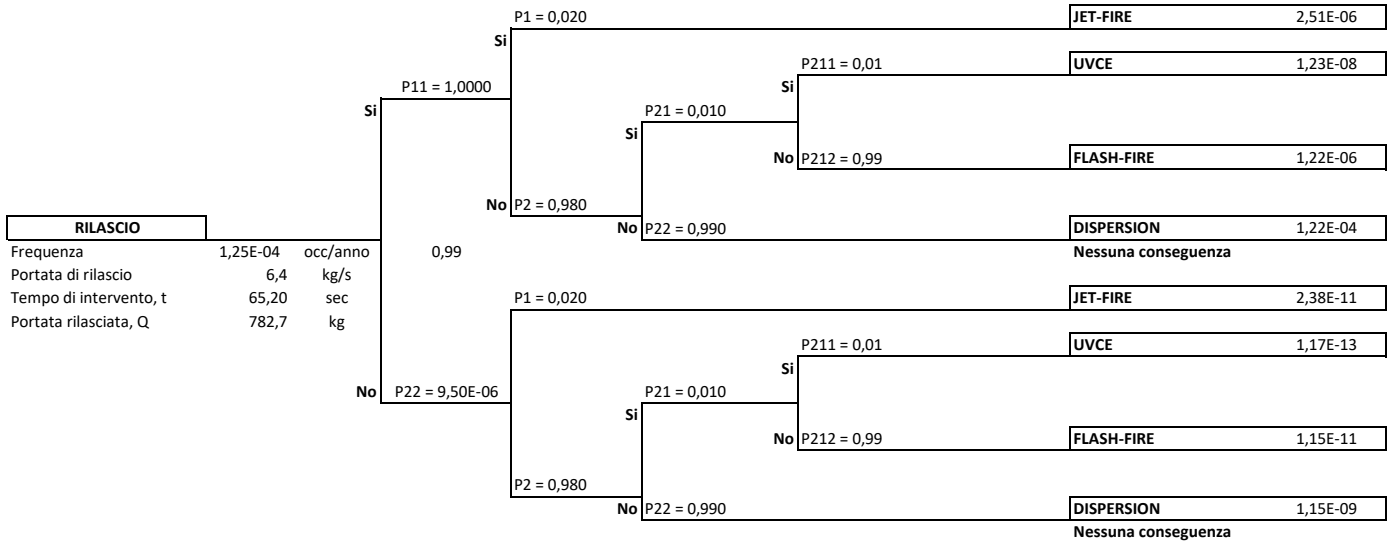 P1 = 0,020 JET-FIRE 2,51E-06
Si
P211 = 0,01 UVCE 1,23E-08
P11 = 1,0000 Si
Si P21 = 0,010
Si
No P212 = 0,99 FLASH-FIRE 1,22E-06
No P2 = 0,980
RILASCIO No P22 = 0,990 DISPERSION 1,22E-04
Frequenza 1,25E-04 occ/anno 0,99 Nessuna conseguenza
Portata di rilascio 6,4 kg/s
Tempo di intervento, t 65,20 sec P1 = 0,020 JET-FIRE 2,38E-11
Portata rilasciata, Q 782,7 kg
P211 = 0,01 UVCE 1,17E-13
Si
No P22 = 9,50E-06 P21 = 0,010
Si
No P212 = 0,99 FLASH-FIRE 1,15E-11
P2 = 0,980
No P22 = 0,990 DISPERSION 1,15E-09
Nessuna conseguenza